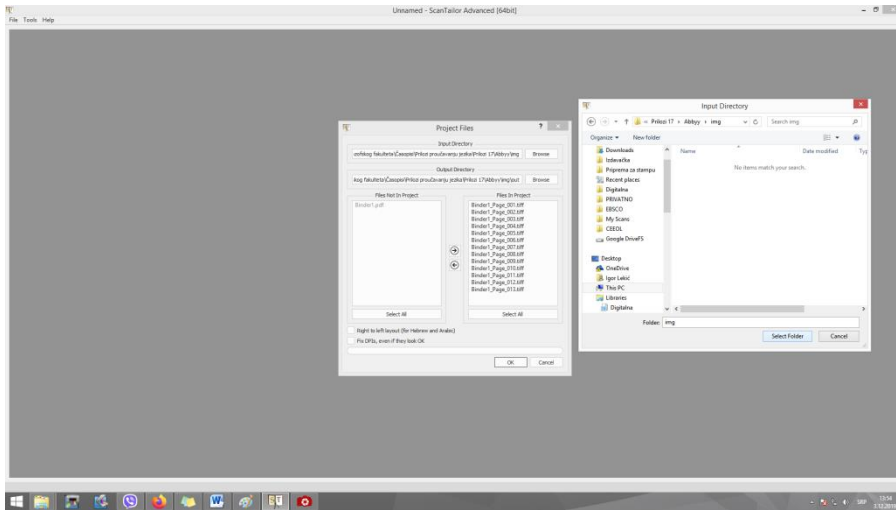 Unnamed - ScanTailor Advanced [64bit]
File Tools Help
Project Files
?
Input Directory
Browse
Output Directory
Browse
Files Not In Project
Files In Project
Binder1.pdf
Binder1_Page_001.tiff
Binder1_Page_002.tiff
Binder1_Page_003.tiff
Binder1_Page_004.tiff
Binder1_Page_005.tiff
Binder1_Page_006.tiff
Binder1_Page_007.tiff
Binder1_Page_008.tiff
Binder1_Page_009.tiff
Binder1_Page_010.tiff
Binder1_Page_011.tiff
Binder1_Page_012.tiff
Binder1_Page_013.tiff
Select All
Select All
Right to left layout (for Hebrew and Arabic)
Fix DPIs, even if they look OK
OK
Cancel
Input Directory
« Prilozi 17 Abbyy img
Search img
Organize
New folder
Downloads
Izdavačka
Priprema za stampu
Recent places
Digitalna
PRIVATNO
EBSCO
My Scans
CEEOL
Google DriveFS
Desktop
OneDrive
Igor Lekić
This PC
Libraries
Digitalna
Name
Date modified
Typ
No items match your search.
Folder: img
Select Folder
Cancel
SRP
13:54